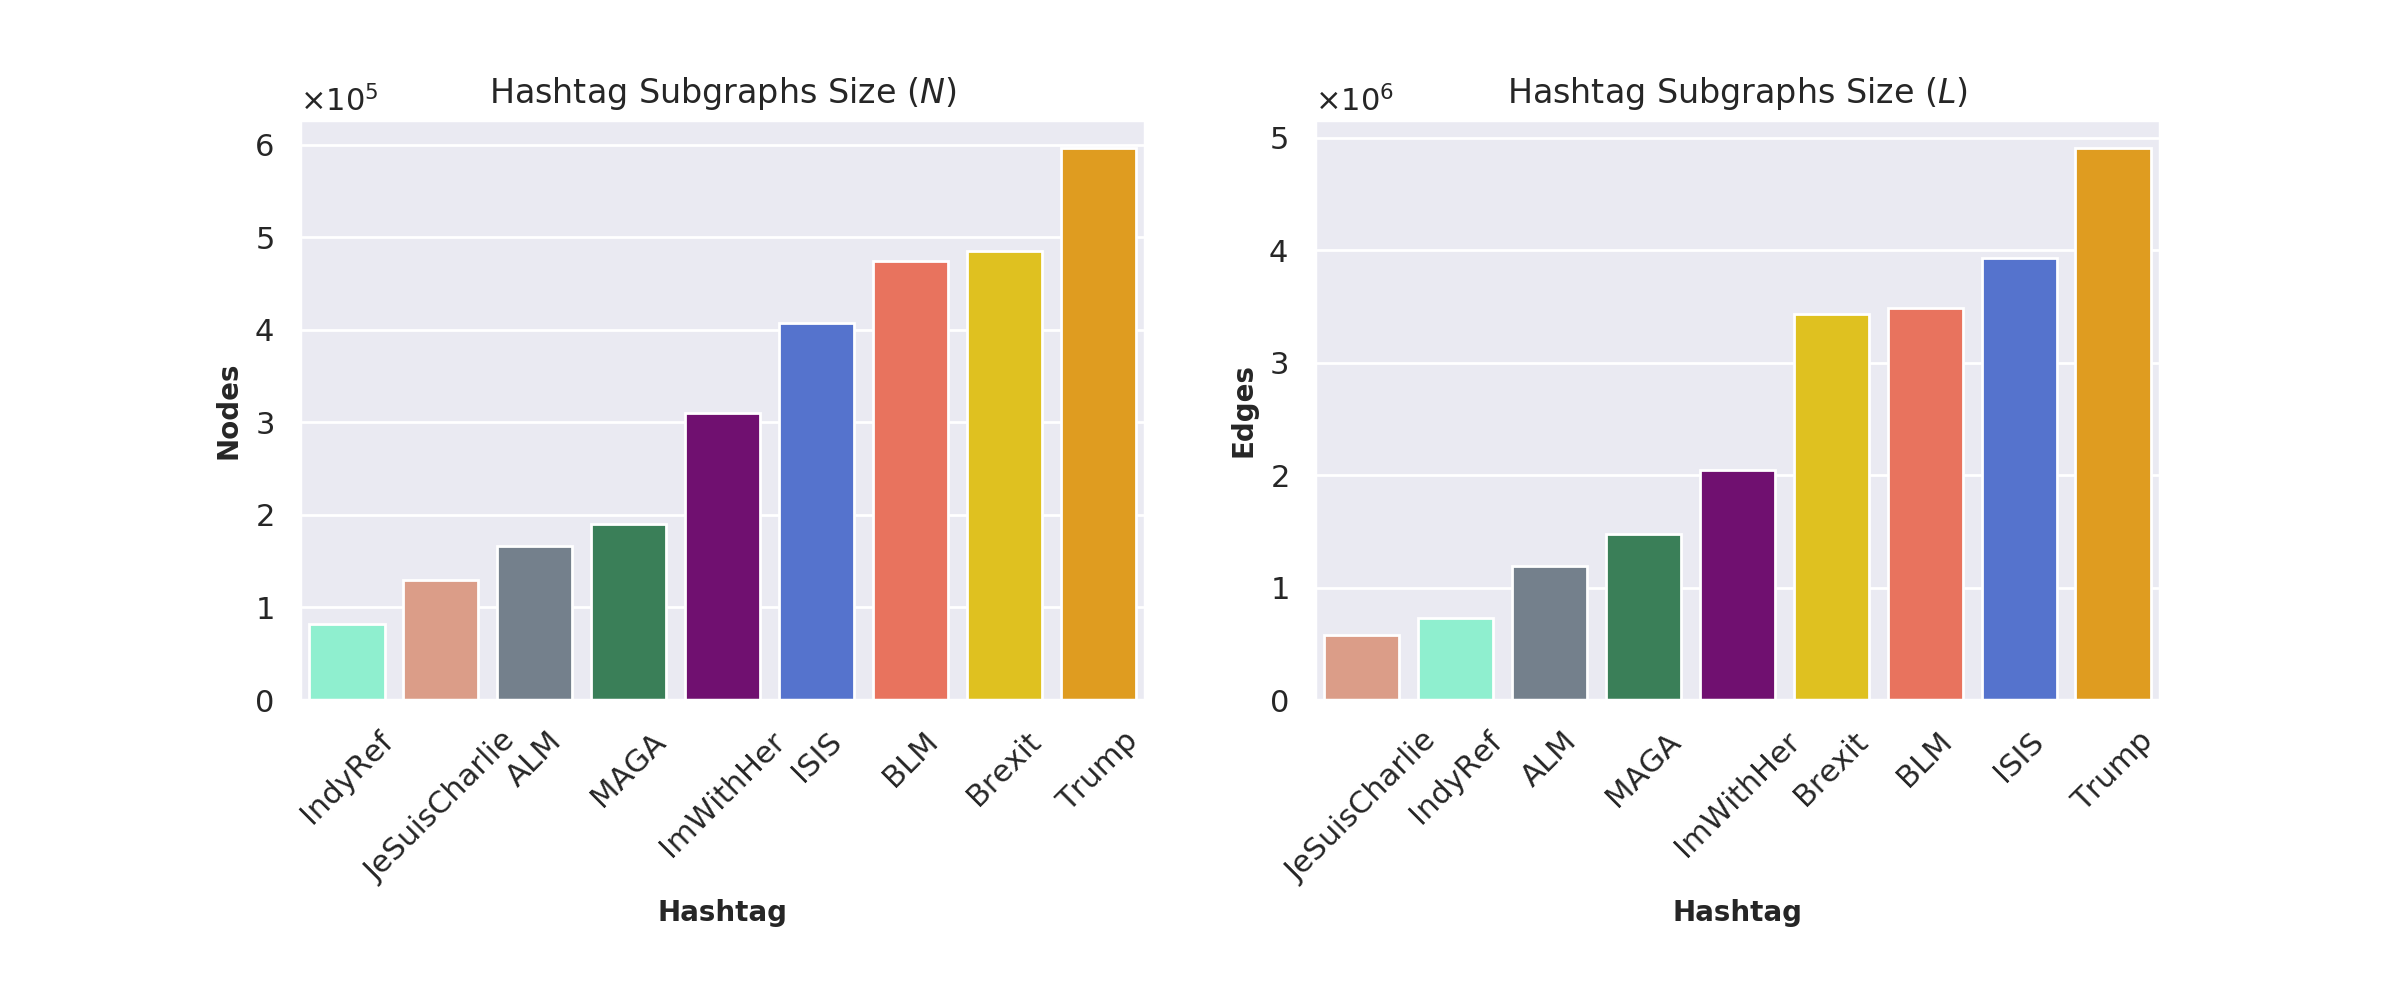 Hashtag Subgraphs Size (N)
×10⁵
6
5
4
3
2
1
0
Nodes
IndyRef
JeSuisCharlie
ALM
MAGA
ImWithHer
ISIS
BLM
Brexit
Trump
Hashtag
Hashtag Subgraphs Size (L)
×10⁶
5
4
3
2
1
0
Edges
JeSuisCharlie
IndyRef
ALM
MAGA
ImWithHer
Brexit
BLM
ISIS
Trump
Hashtag